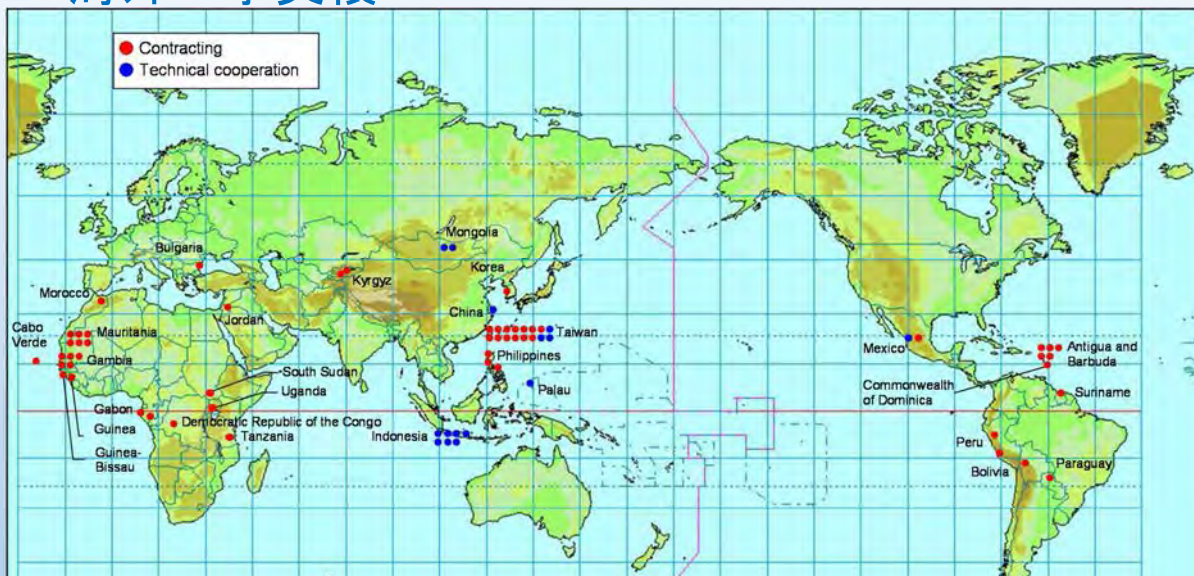 Contracting
Technical cooperation
Mongolia
Bulgaria
Korea
Kyrgyz
Morocco
China
Jordan
Cabo
Verde
Mauritania
Taiwan
Gambia
Philippines
Mexico
Antigua and
Barbuda
South Sudan
Palau
Commonwealth
of Dominica
Uganda
Suriname
Gabon
Democratic Republic of the Congo
Guinea
Tanzania
Indonesia
Guinea-
Bissau
Peru
Paraguay
Bolivia